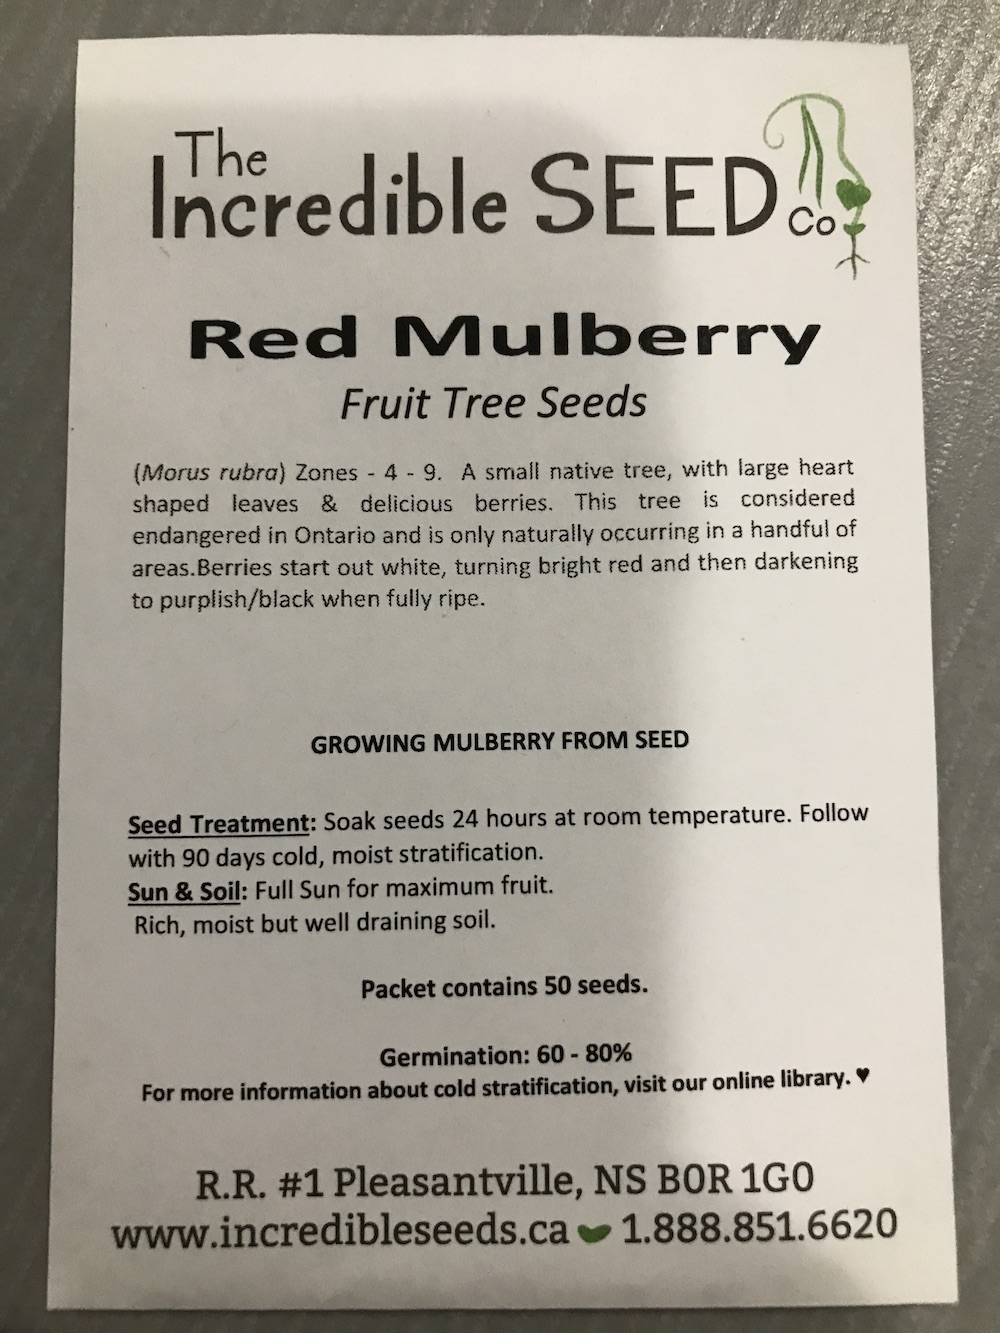 The
Incredible SEED Co
Red Mulberry
Fruit Tree Seeds
(Morus rubra) Zones - 4 - 9. A small native tree, with large heart
shaped leaves & delicious berries. This tree is considered
endangered in Ontario and is only naturally occurring in a handful of
areas.Berries start out white, turning bright red and then darkening
to purplish/black when fully ripe.
GROWING MULBERRY FROM SEED
Seed Treatment: Soak seeds 24 hours at room temperature. Follow
with 90 days cold, moist stratification.
Sun & Soil: Full Sun for maximum fruit.
Rich, moist but well draining soil.
Packet contains 50 seeds.
Germination: 60 - 80%
For more information about cold stratification, visit our online library. ♥
R.R. #1 Pleasantville, NS B0R 1G0
www.incredibleseeds.ca 1.888.851.6620